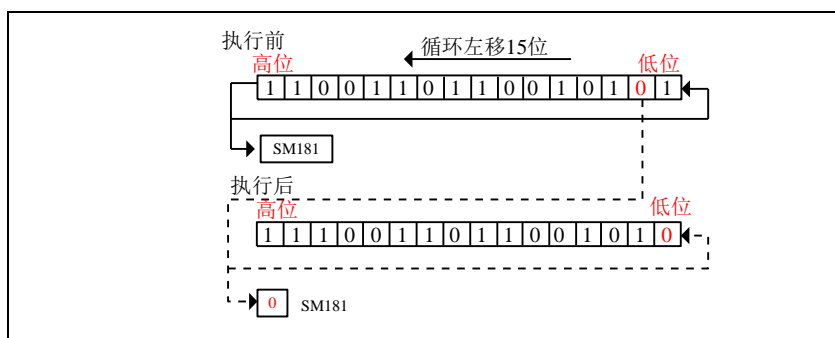 执行前
循环左移15位
高位 低位
1 1 0 0 1 1 0 1 1 0 0 1 0 1 0 1
SM181
执行后
高位 低位
1 1 1 0 0 1 1 0 1 1 0 0 1 0 1 0
0 SM181